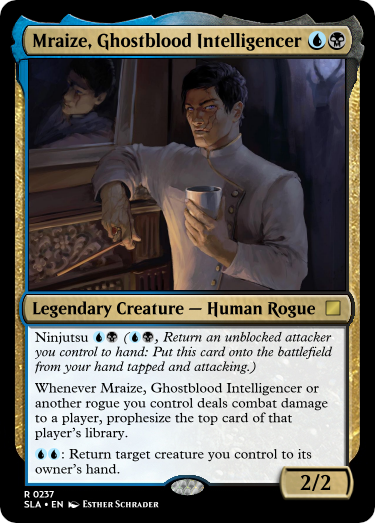 Mraize, Ghostblood Intelligencer
Legendary Creature — Human Rogue
Ninjutsu (, Return an unblocked attacker
you control to hand: Put this card onto the battlefield
from your hand tapped and attacking.)
Whenever Mraize, Ghostblood Intelligencer or
another rogue you control deals combat damage
to a player, prophesize the top card of that
player's library.
: Return target creature you control to its
owner's hand.
2/2
R 0237
SLA • EN Esther Schrader